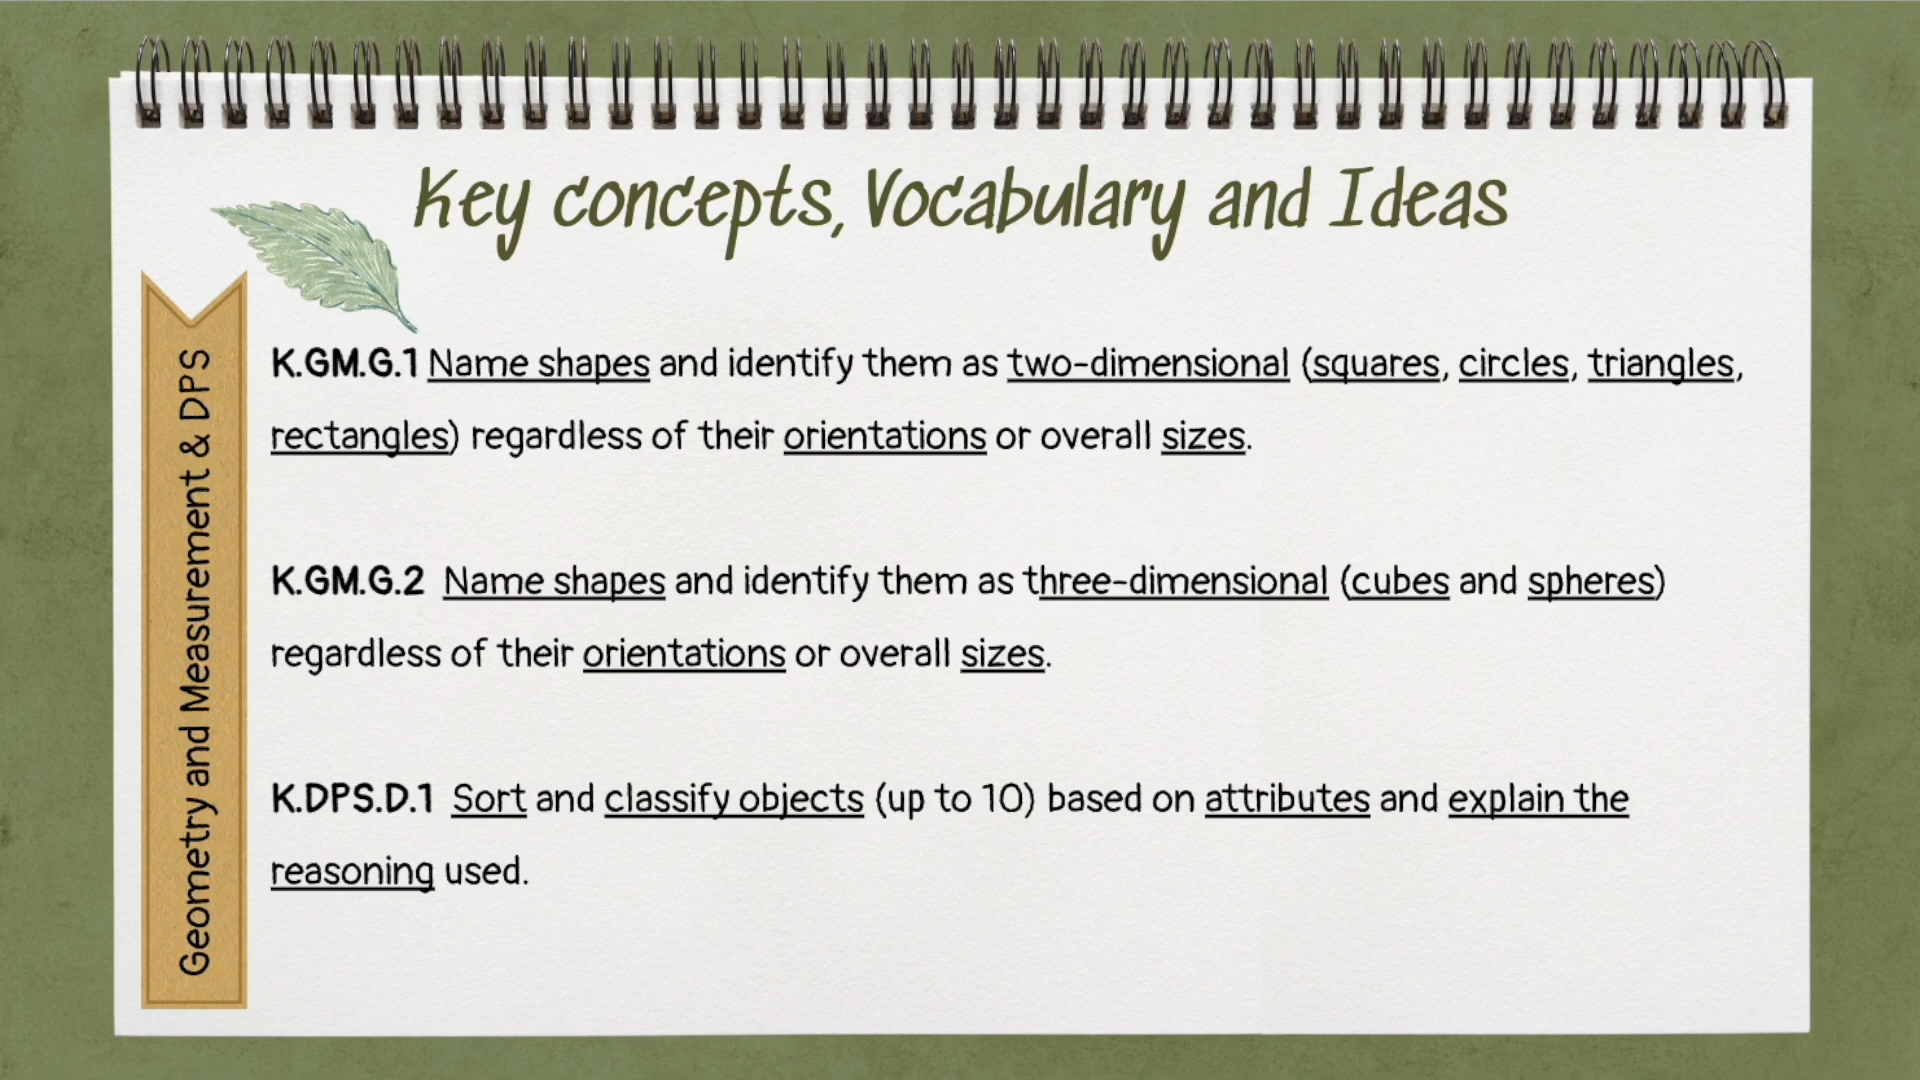 Key concepts, Vocabulary and Ideas
Geometry and Measurement & DPS
K.GM.G.1 Name shapes and identify them as two-dimensional (squares, circles, triangles,
rectangles) regardless of their orientations or overall sizes.
K.GM.G.2 Name shapes and identify them as three-dimensional (cubes and spheres)
regardless of their orientations or overall sizes.
K.DPS.D.1 Sort and classify objects (up to 10) based on attributes and explain the
reasoning used.